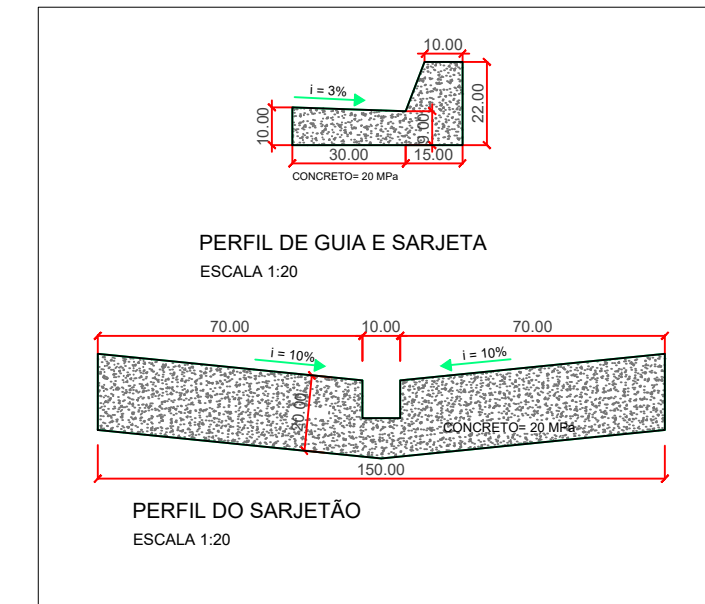 10.00
i = 3%
10.00
9.00
22.00
30.00
15.00
CONCRETO= 20 MPa
PERFIL DE GUIA E SARJETA
ESCALA 1:20
70.00
10.00
70.00
i = 10%
i = 10%
20.00
CONCRETO= 20 MPa
150.00
PERFIL DO SARJETÃO
ESCALA 1:20